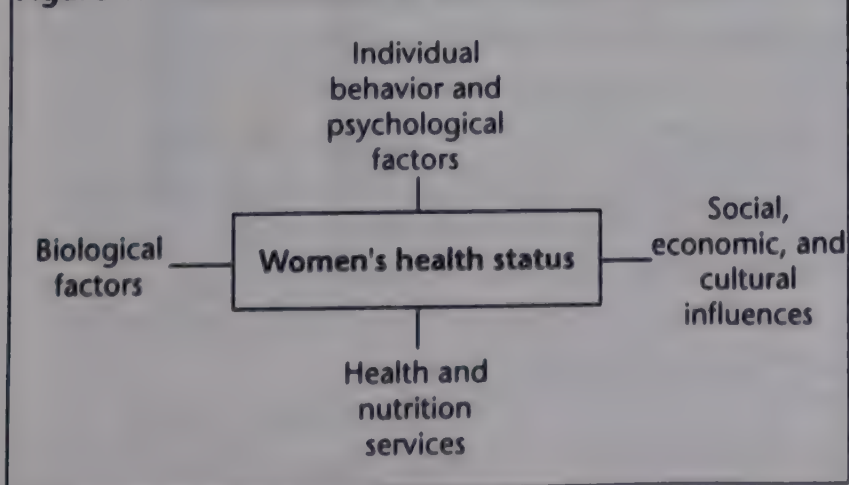 Individual
behavior and
psychological
factors
Biological
factors
Women's health status
Social,
economic, and
cultural
influences
Health and
nutrition
services